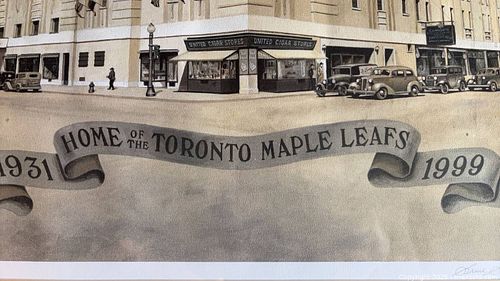 UNITED CIGAR STORES UNITED CIGAR STORES
HOME OF THE TORONTO MAPLE LEAFS
1931
1999